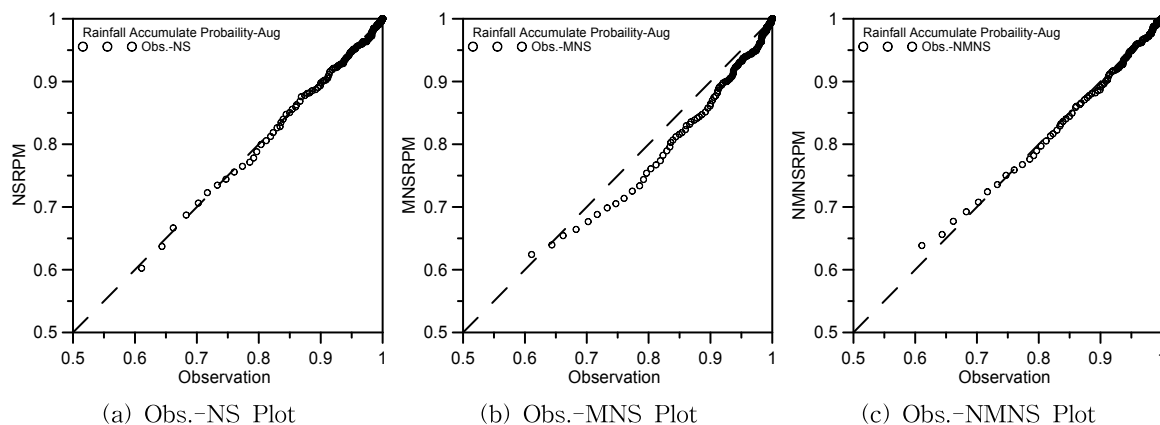 Rainfall Accumulate Probaility-Aug
Obs.-NS
1
0.9
0.8
0.7
0.6
0.5
NSRPM
0.5 0.6 0.7 0.8 0.9 1
Observation
(a) Obs.-NS Plot
Rainfall Accumulate Probaility-Aug
Obs.-MNS
1
0.9
0.8
0.7
0.6
0.5
MNSRPM
0.5 0.6 0.7 0.8 0.9 1
Observation
(b) Obs.-MNS Plot
Rainfall Accumulate Probaility-Aug
Obs.-NMNS
1
0.9
0.8
0.7
0.6
0.5
NMNSRPM
0.5 0.6 0.7 0.8 0.9 1
Observation
(c) Obs.-NMNS Plot